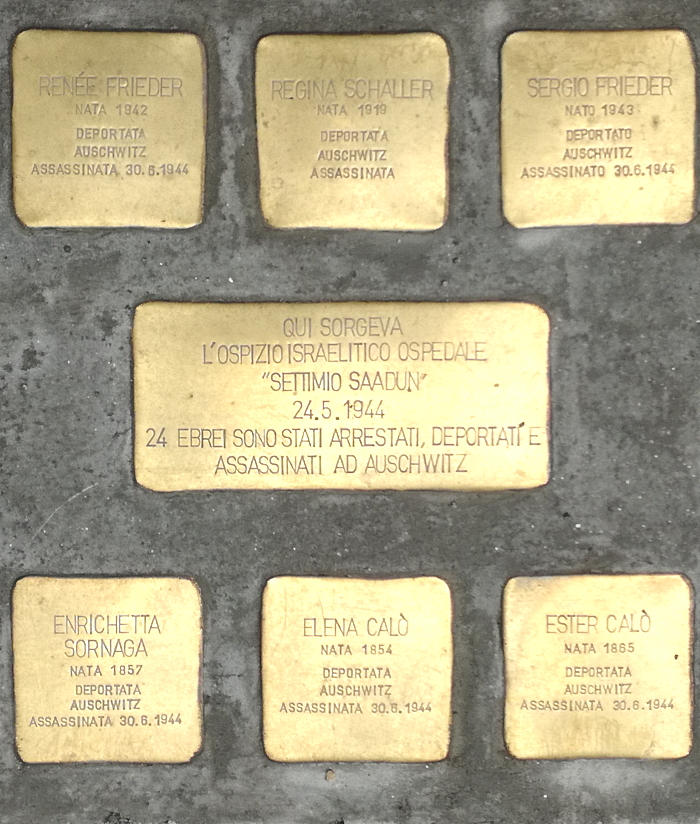 RENÉE FRIEDER
NATA 1942
DEPORTATA
AUSCHWITZ
ASSASSINATA 30.6.1944
REGINA SCHALLER
NATA 1919
DEPORTATA
AUSCHWITZ
ASSASSINATA
SERGIO FRIEDER
NATO 1943
DEPORTATO
AUSCHWITZ
ASSASSINATO 30.6.1944
QUI SORGEVA
L'OSPIZIO ISRAELITICO OSPEDALE
"SETTIMIO SAADUN"
24.5.1944
24 EBREI SONO STATI ARRESTATI, DEPORTATI E
ASSASSINATI AD AUSCHWITZ
ENRICHETTA
SORNAGA
NATA 1857
DEPORTATA
AUSCHWITZ
ASSASSINATA 30.6.1944
ELENA CALÒ
NATA 1854
DEPORTATA
AUSCHWITZ
ASSASSINATA 30.6.1944
ESTER CALÒ
NATA 1865
DEPORTATA
AUSCHWITZ
ASSASSINATA 30.6.1944